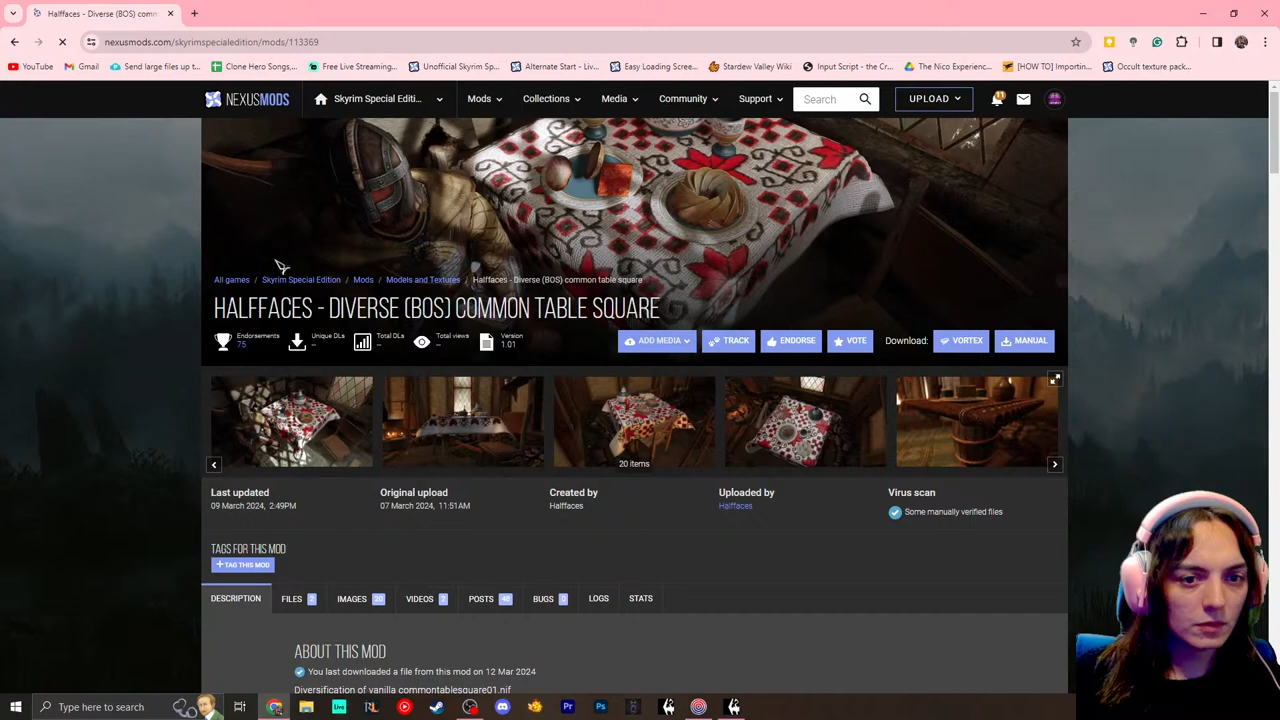 Halffaces - Diverse (BOS) comm
nexusmods.com/skyrimspecialedition/mods/113369
YouTube
Gmail
Send large files up t...
Clone Hero Songs,...
Free Live Streaming...
Unofficial Skyrim Sp...
Alternate Start - Liv...
Easy Loading Scree...
Stardew Valley Wiki
Input Script - the Cr...
The Nico Experienc...
[HOW TO] Importin...
Occult texture pack...
NEXUSMODS
Skyrim Special Editi...
Mods
Collections
Media
Community
Support
Search
UPLOAD
11
All games / Skyrim Special Edition / Mods / Models and Textures / Halffaces - Diverse (BOS) common table square
HALFFACES - DIVERSE (BOS) COMMON TABLE SQUARE
Endorsements
75
Unique DLs
--
Total DLs
--
Total views
--
Version
1.01
ADD MEDIA
TRACK
ENDORSE
VOTE
Download:
VORTEX
MANUAL
20 items
Last updated
09 March 2024, 2:49PM
Original upload
07 March 2024, 11:51AM
Created by
Halffaces
Uploaded by
Halffaces
Virus scan
Some manually verified files
TAGS FOR THIS MOD
+ TAG THIS MOD
DESCRIPTION
FILES 2
IMAGES 20
VIDEOS 2
POSTS 48
BUGS 0
LOGS
STATS
ABOUT THIS MOD
You last downloaded a file from this mod on 12 Mar 2024
Diversification of vanilla commontablesquare01.nif
Type here to search
Live
Pr
Ps